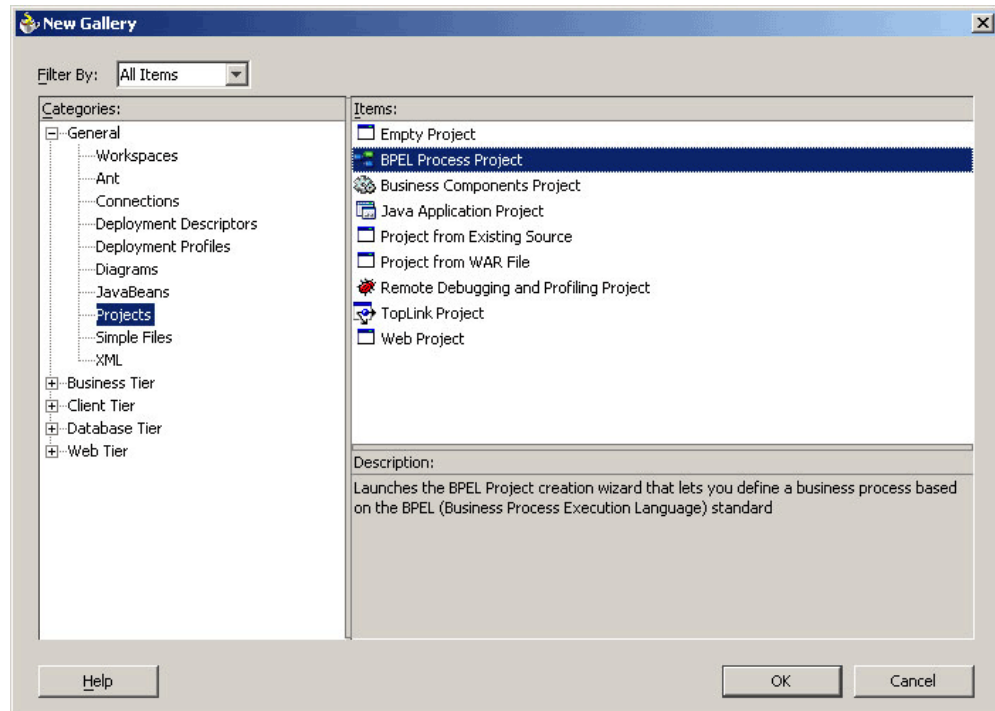 New Gallery
Filter By: All Items
Categories:
General
Workspaces
Ant
Connections
Deployment Descriptors
Deployment Profiles
Diagrams
JavaBeans
Projects
Simple Files
XML
Business Tier
Client Tier
Database Tier
Web Tier
Items:
Empty Project
BPEL Process Project
Business Components Project
Java Application Project
Project from Existing Source
Project from WAR File
Remote Debugging and Profiling Project
TopLink Project
Web Project
Description:
Launches the BPEL Project creation wizard that lets you define a business process based
on the BPEL (Business Process Execution Language) standard
Help
OK
Cancel